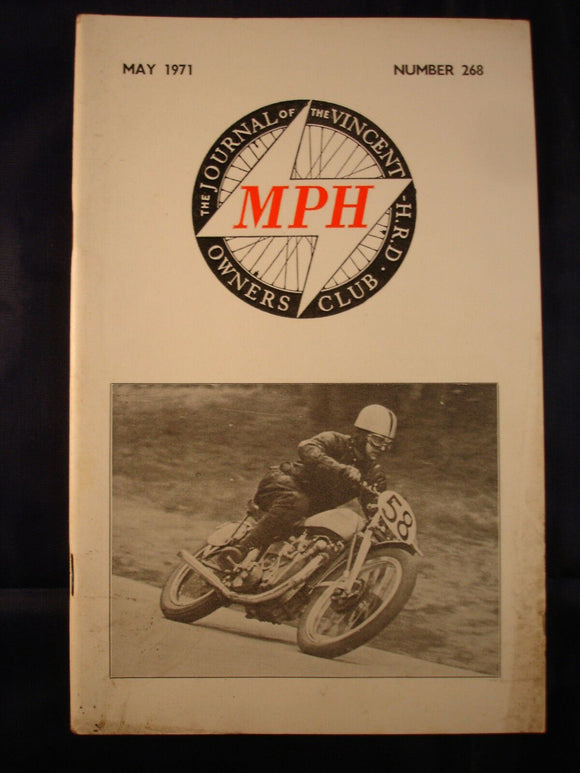 MAY 1971
NUMBER 268
THE JOURNAL OF THE VINCENT-H.R.D.
MPH
OWNERS CLUB
58